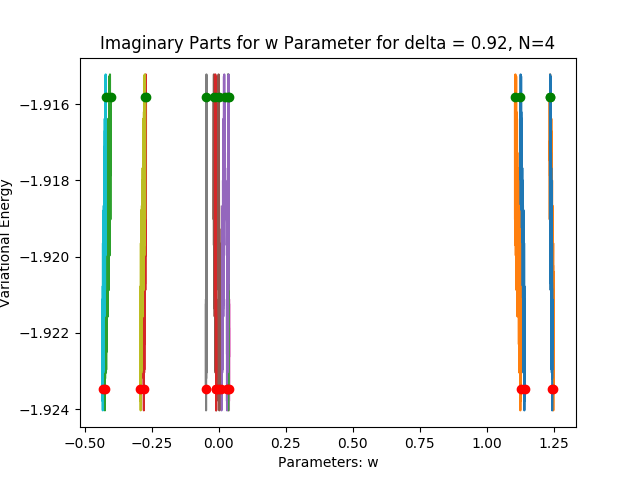 Imaginary Parts for w Parameter for delta = 0.92, N=4
Variational Energy
−1.916
−1.918
−1.920
−1.922
−1.924
−0.50 −0.25 0.00 0.25 0.50 0.75 1.00 1.25
Parameters: w